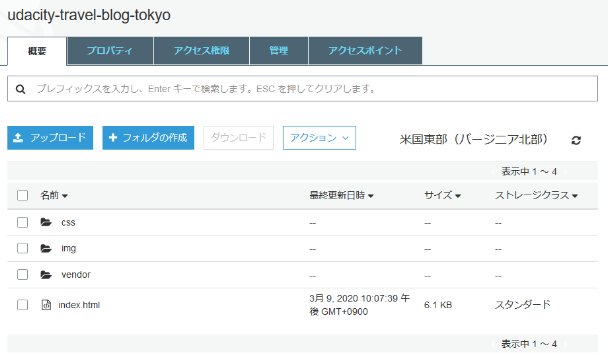 udacity-travel-blog-tokyo
概要 プロパティ アクセス権限 管理 アクセスポイント
プレフィックスを入力し、Enter キーで検索します。ESC を押してクリアします。
アップロード フォルダの作成 ダウンロード アクション 米国東部（バージニア北部）
表示中 1 ～ 4
名前 最終更新日時 サイズ ストレージクラス
css -- -- --
img -- -- --
vendor -- -- --
index.html 3月 9, 2020 10:07:39 午後 GMT+0900 6.1 KB スタンダード
表示中 1 ～ 4